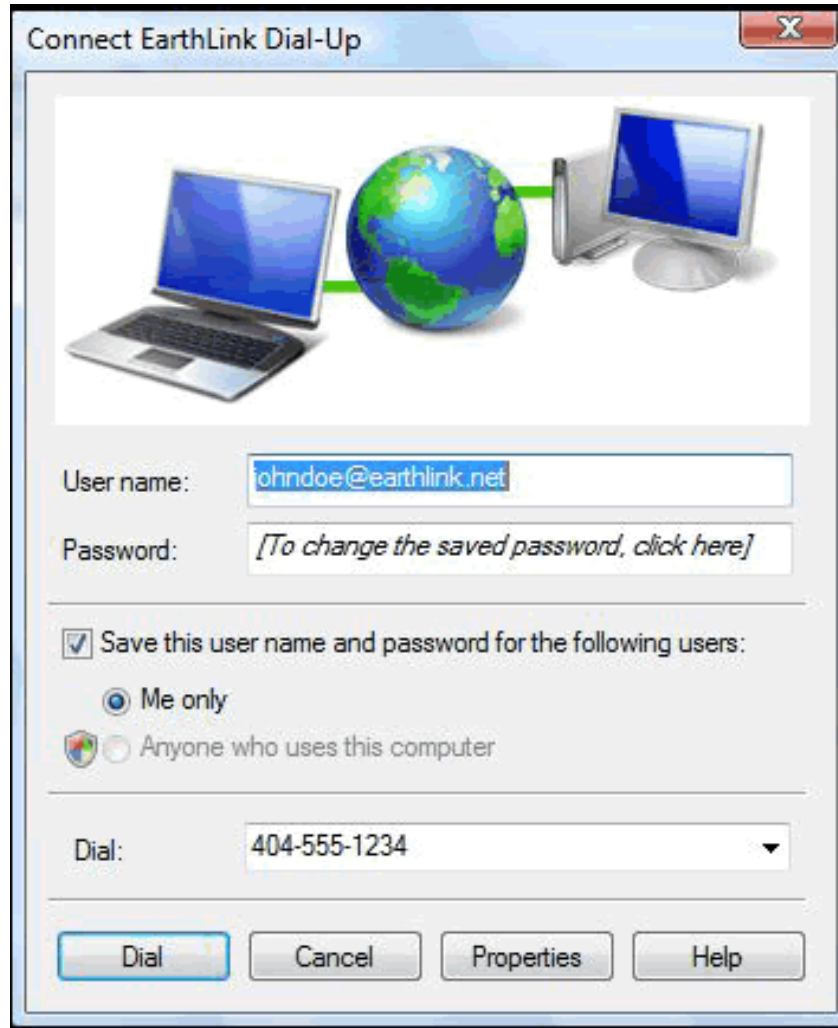 Connect EarthLink Dial-Up
User name: johndoe@earthlink.net
Password: [To change the saved password, click here]
Save this user name and password for the following users:
Me only
Anyone who uses this computer
Dial: 404-555-1234
Dial Cancel Properties Help